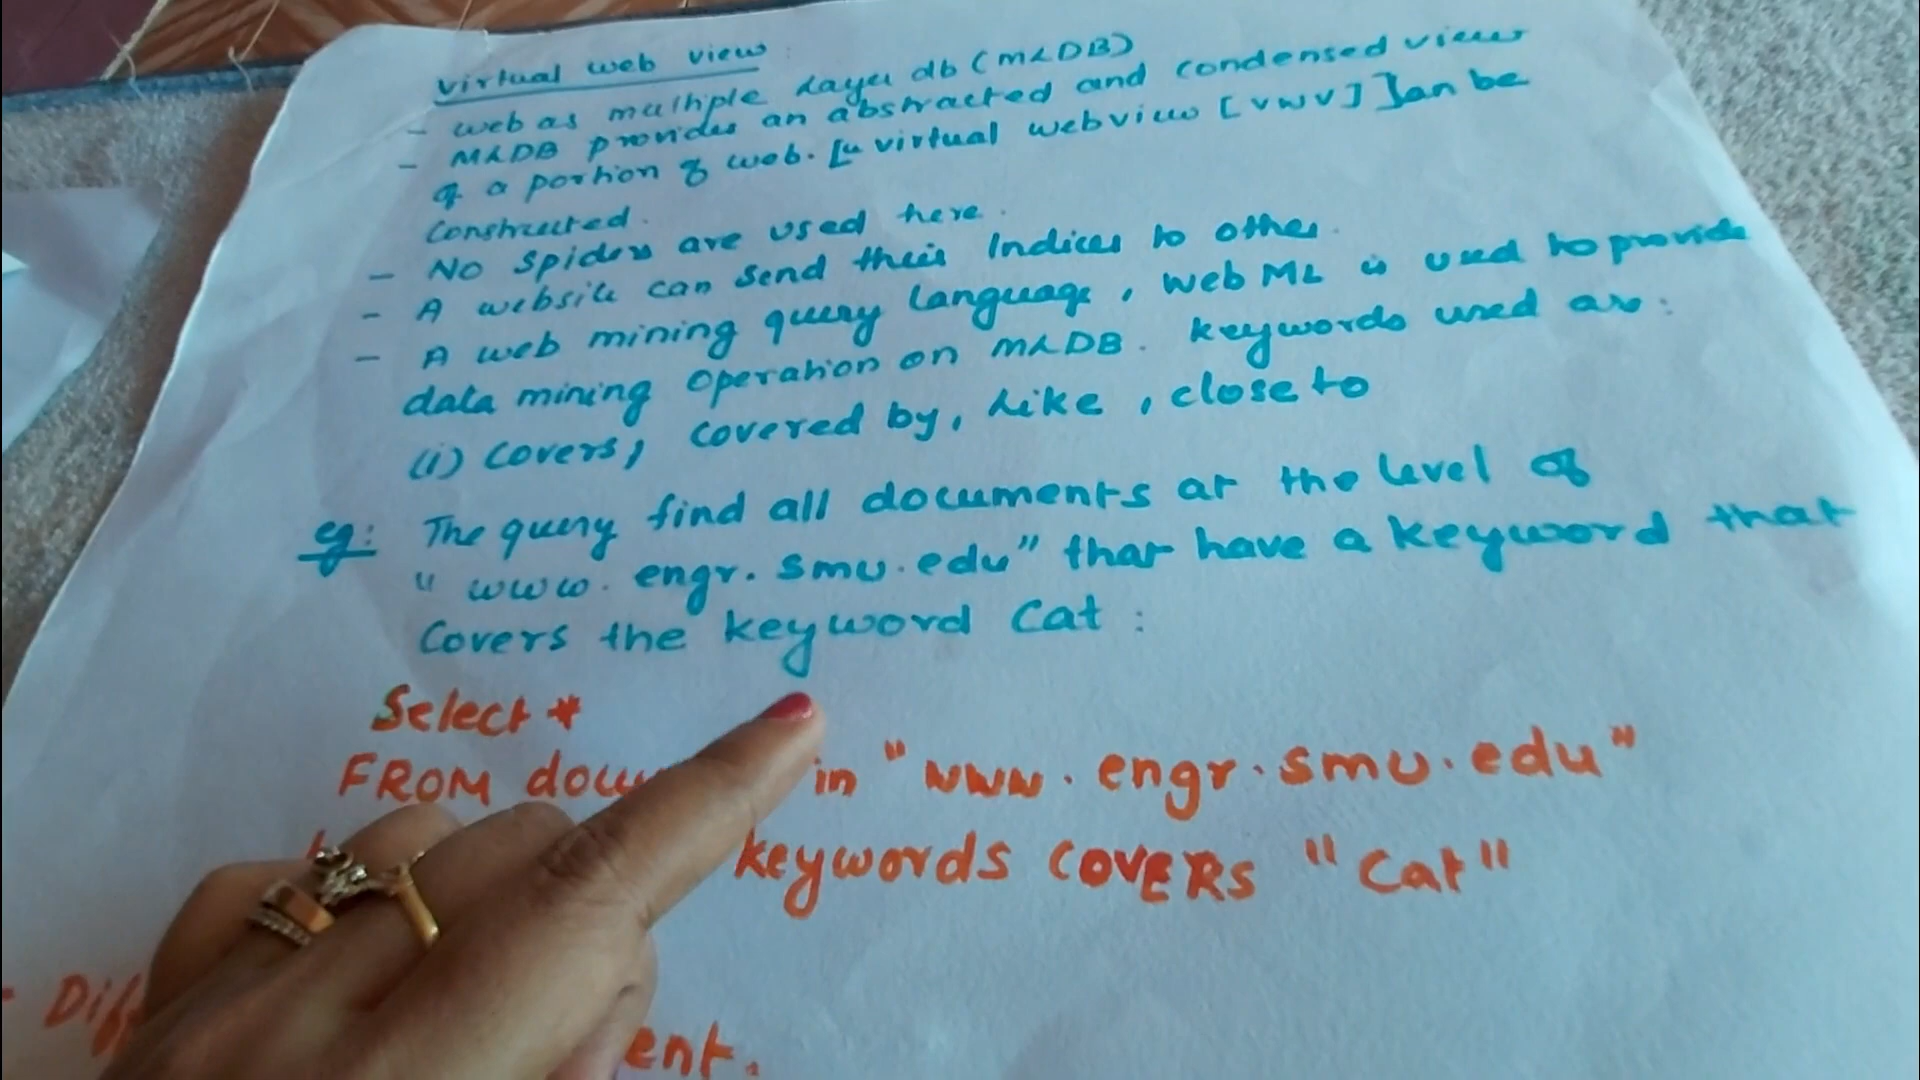 Virtual web view :
- web as multiple Layer db (MLDB)
- MLDB provides an abstracted and condensed view
of a portion of web. [a virtual web view [VWV] ]can be
constructed.
- No spiders are used here.
- A website can send their Indices to other.
- A web mining query language, Web ML is used to provide
data mining operation on MLDB. keywords used are:
(i) covers, covered by, Like, close to
eg: The query find all documents at the level of
"www.engr.smu.edu" that have a keyword that
covers the keyword Cat :
Select *
FROM in "www.engr.smu.edu"
keywords COVERS "Cat"